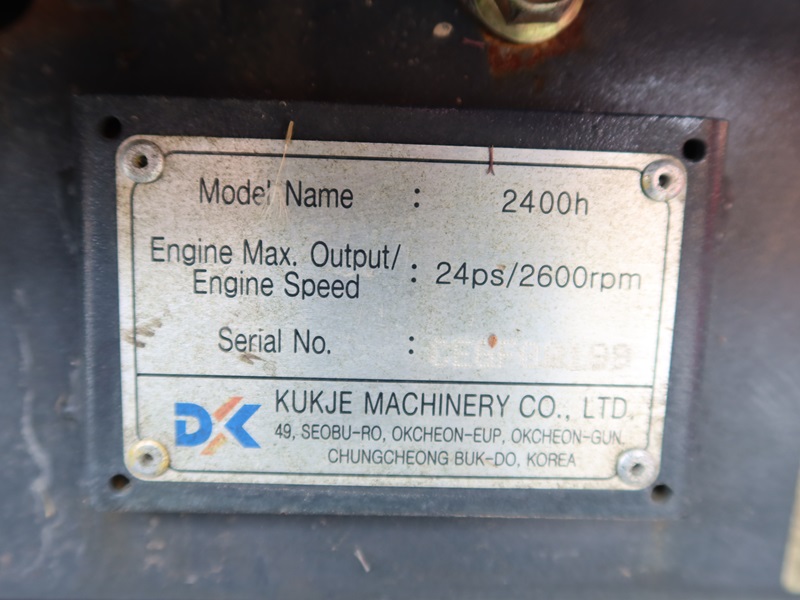 Model Name : 2400h
Engine Max. Output/
Engine Speed : 24ps/2600rpm
Serial No. :
DK KUKJE MACHINERY CO., LTD.
49, SEOBU-RO, OKCHEON-EUP, OKCHEON-GUN,
CHUNGCHEONG BUK-DO, KOREA